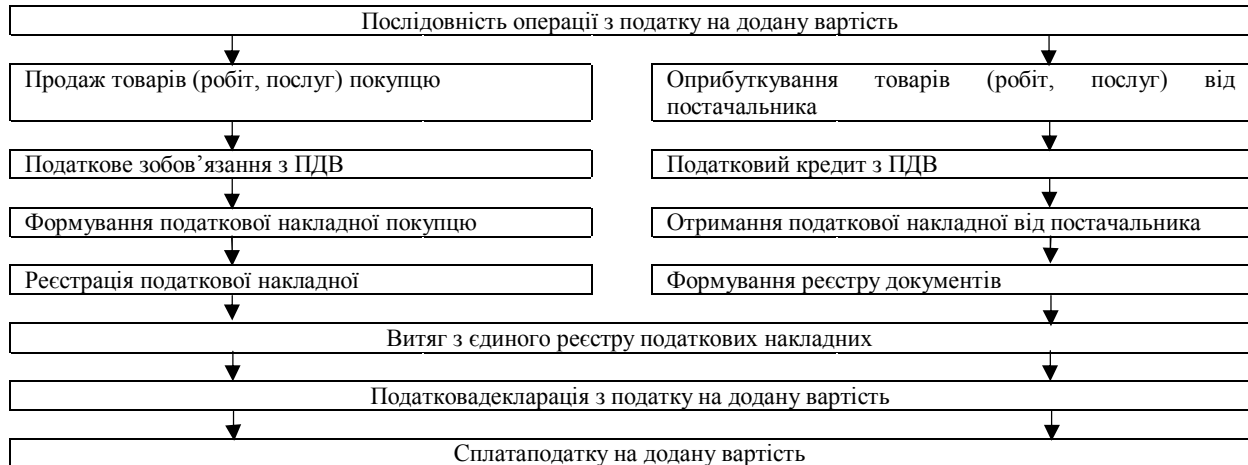 Послідовність операції з податку на додану вартість
Продаж товарів (робіт, послуг) покупцю
Оприбуткування товарів (робіт, послуг) від
постачальника
Податкове зобов’язання з ПДВ
Податковий кредит з ПДВ
Формування податкової накладної покупцю
Отримання податкової накладної від постачальника
Реєстрація податкової накладної
Формування реєстру документів
Витяг з єдиного реєстру податкових накладних
Податковадекларація з податку на додану вартість
Сплатаподатку на додану вартість